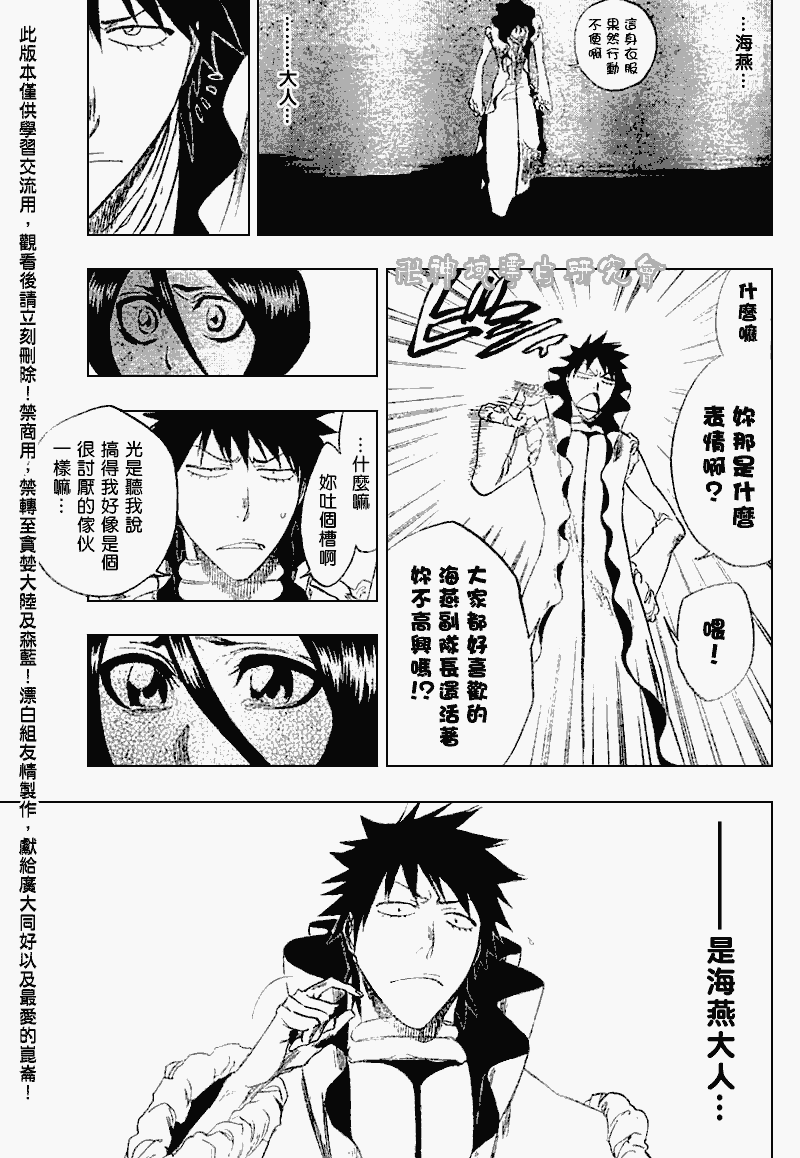 …海燕…
這身衣服
果然行動
不便啊
………大人…
什麼嘛
妳那是什麼
表情啊?
喂!
大家都好喜歡的
海燕副隊長還活著
妳不高興嗎!?
…什麼嘛
妳吐個槽啊
光是聽我說
搞得我好像是個
很討厭的傢伙
一樣嘛…
——是海燕大人…
此版本僅供學習交流用，觀看後請立刻刪除！禁商用，禁轉至貪婪大陸及森藍！漂白組友情製作，獻給廣大同好以及最愛的崑崙！